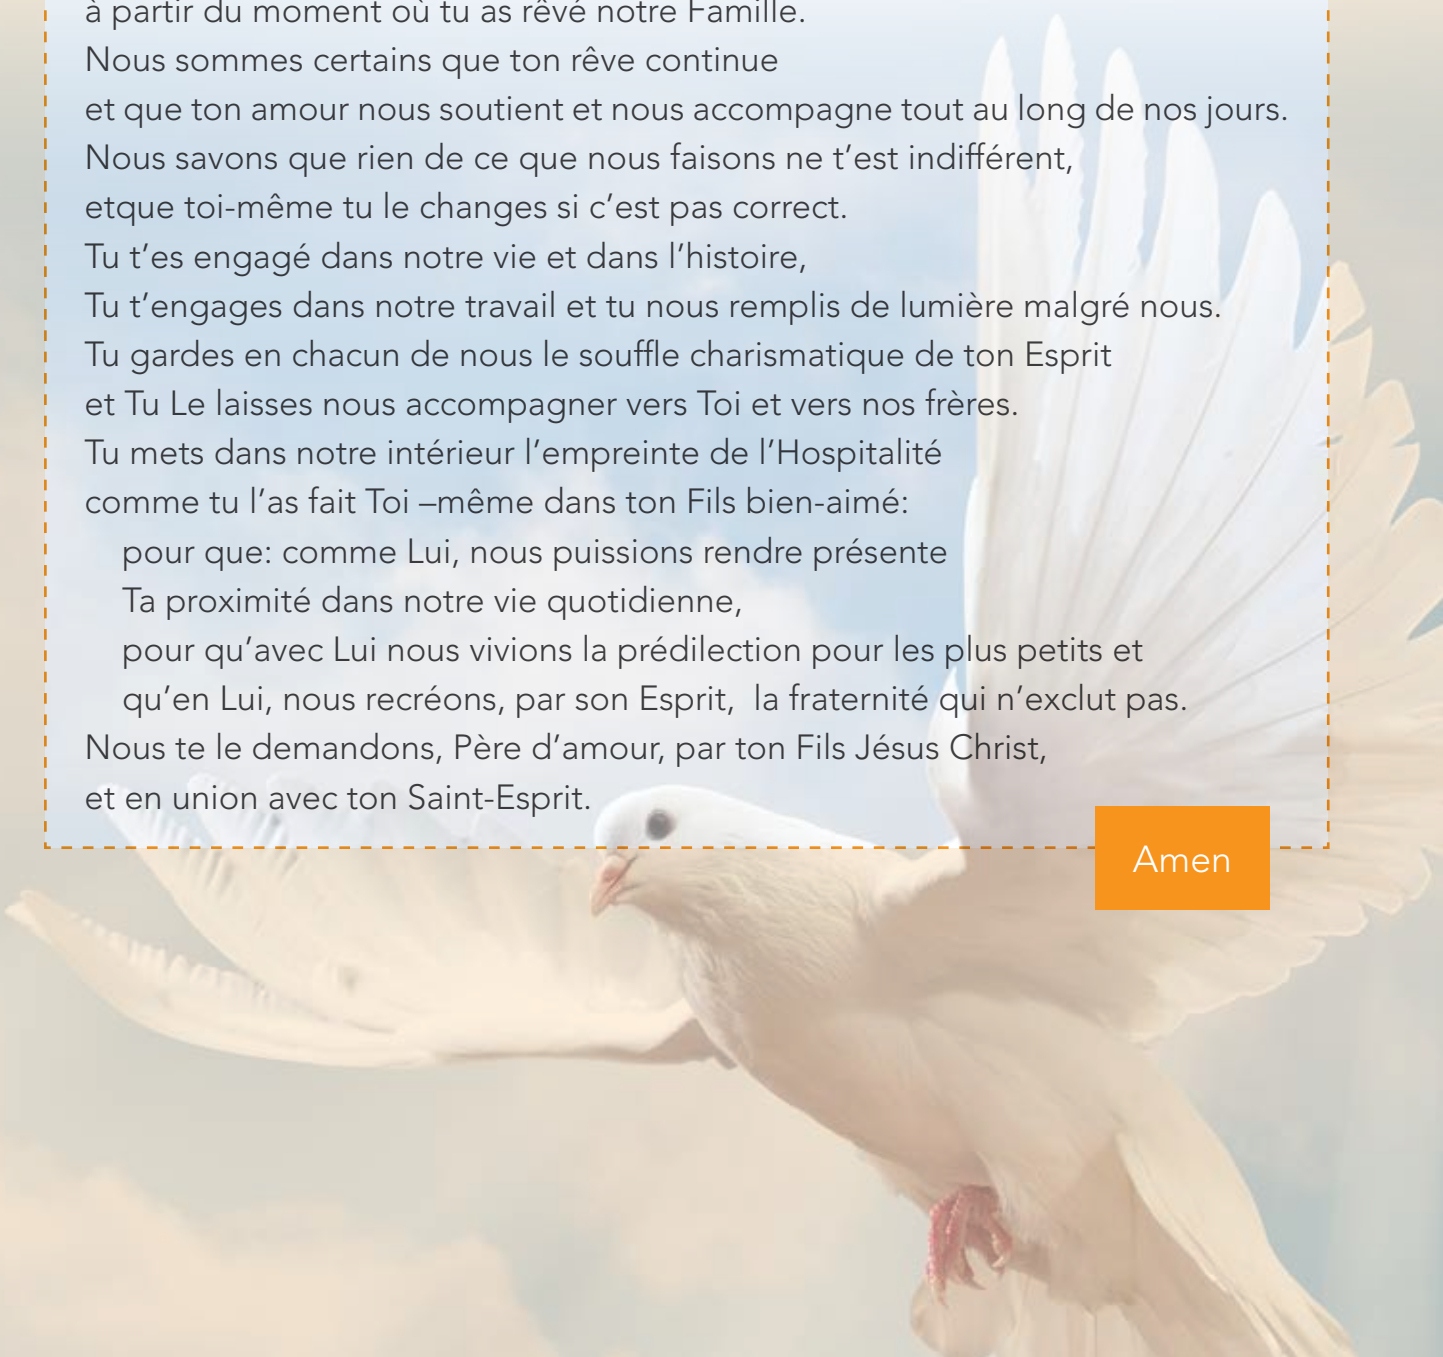 à partir du moment où tu as rêvé notre Famille.
Nous sommes certains que ton rêve continue
et que ton amour nous soutient et nous accompagne tout au long de nos jours.
Nous savons que rien de ce que nous faisons ne t’est indifférent,
etque toi-même tu le changes si c’est pas correct.
Tu t’es engagé dans notre vie et dans l’histoire,
Tu t’engages dans notre travail et tu nous remplis de lumière malgré nous.
Tu gardes en chacun de nous le souffle charismatique de ton Esprit
et Tu Le laisses nous accompagner vers Toi et vers nos frères.
Tu mets dans notre intérieur l’empreinte de l’Hospitalité
comme tu l’as fait Toi –même dans ton Fils bien-aimé:
pour que: comme Lui, nous puissions rendre présente
Ta proximité dans notre vie quotidienne,
pour qu’avec Lui nous vivions la prédilection pour les plus petits et
qu’en Lui, nous recréons, par son Esprit,  la fraternité qui n’exclut pas.
Nous te le demandons, Père d’amour, par ton Fils Jésus Christ,
et en union avec ton Saint-Esprit.
Amen